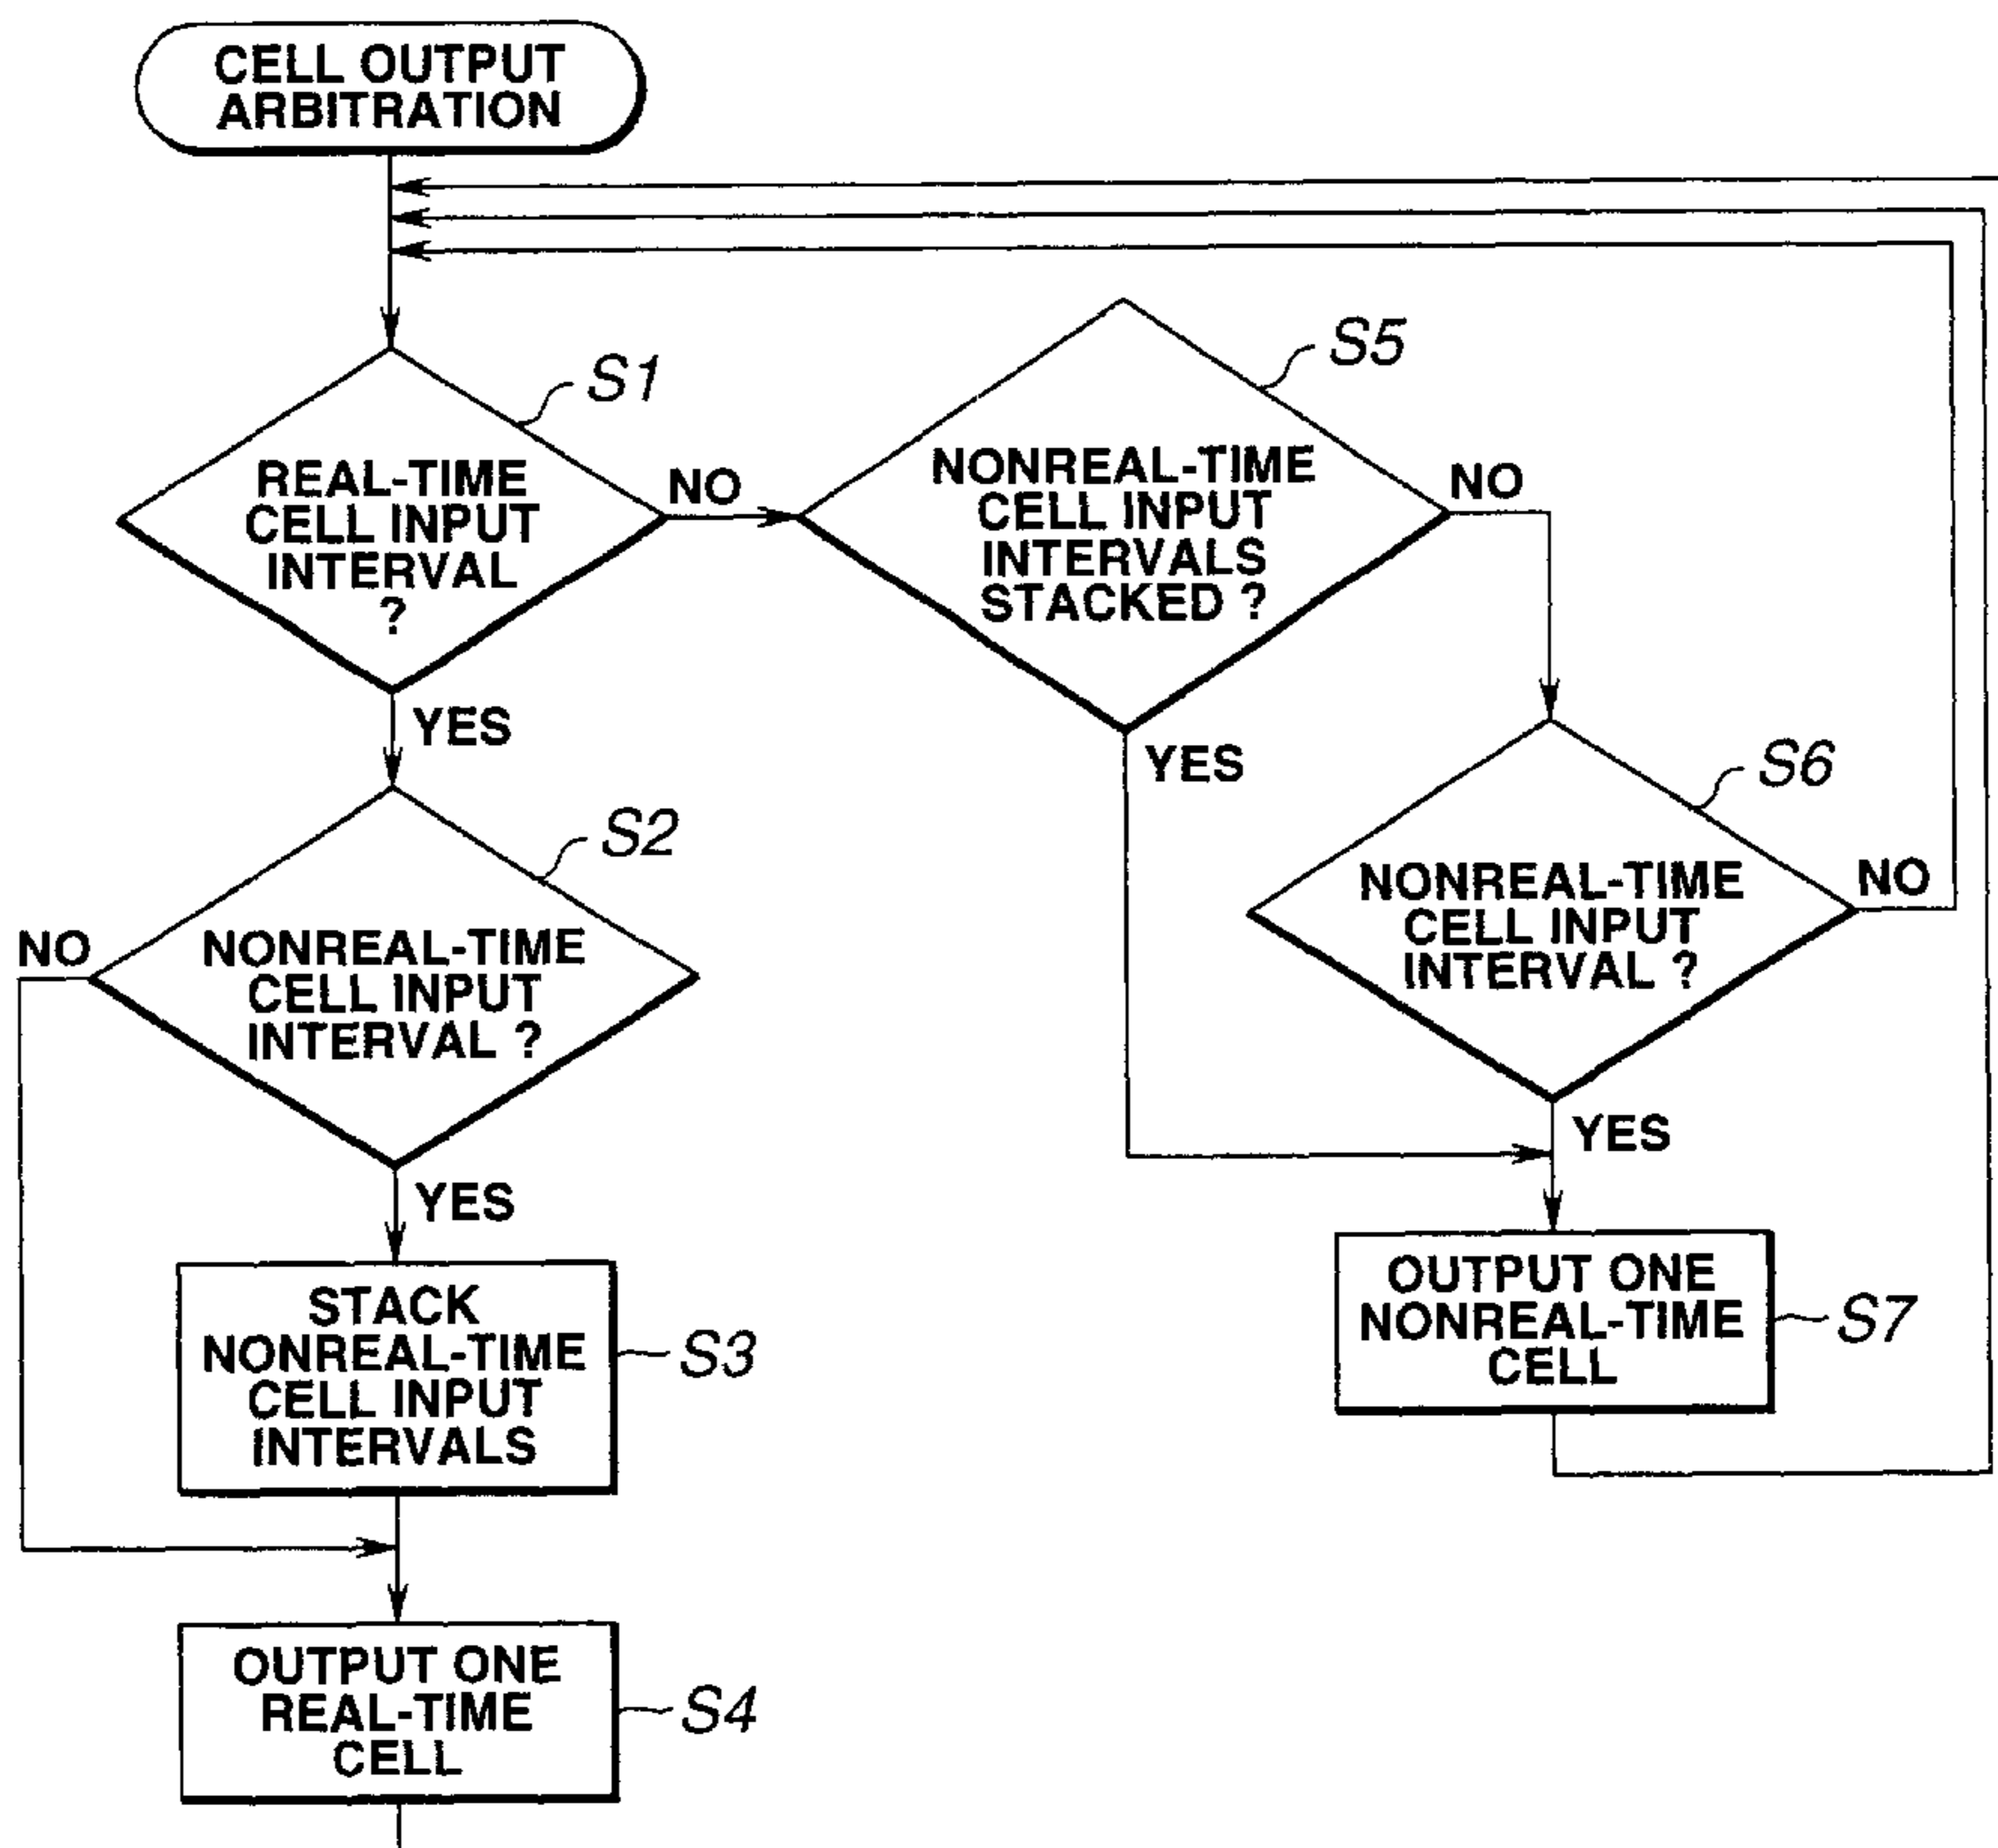 CELL OUTPUT
ARBITRATION
S1
REAL-TIME
CELL INPUT
INTERVAL
?
NO
YES
S5
NONREAL-TIME
CELL INPUT
INTERVALS
STACKED ?
NO
YES
S2
NONREAL-TIME
CELL INPUT
INTERVAL ?
NO
YES
S6
NONREAL-TIME
CELL INPUT
INTERVAL ?
NO
YES
STACK
NONREAL-TIME
CELL INPUT
INTERVALS
S3
OUTPUT ONE
NONREAL-TIME
CELL
S7
OUTPUT ONE
REAL-TIME
CELL
S4